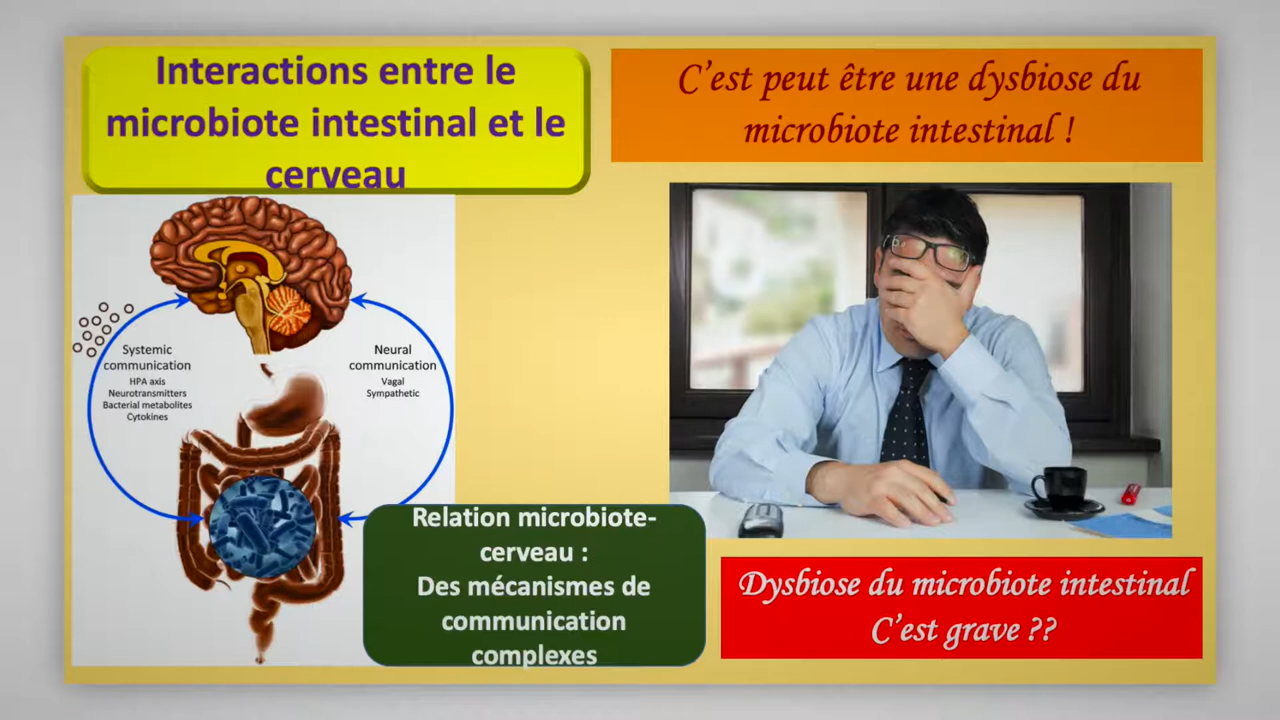 Interactions entre le
microbiote intestinal et le
cerveau
C'est peut être une dysbiose du
microbiote intestinal !
Systemic
communication
HPA axis
Neurotransmitters
Bacterial metabolites
Cytokines
Neural
communication
Vagal
Sympathetic
Relation microbiote-
cerveau :
Des mécanismes de
communication
complexes
Dysbiose du microbiote intestinal
C'est grave ??